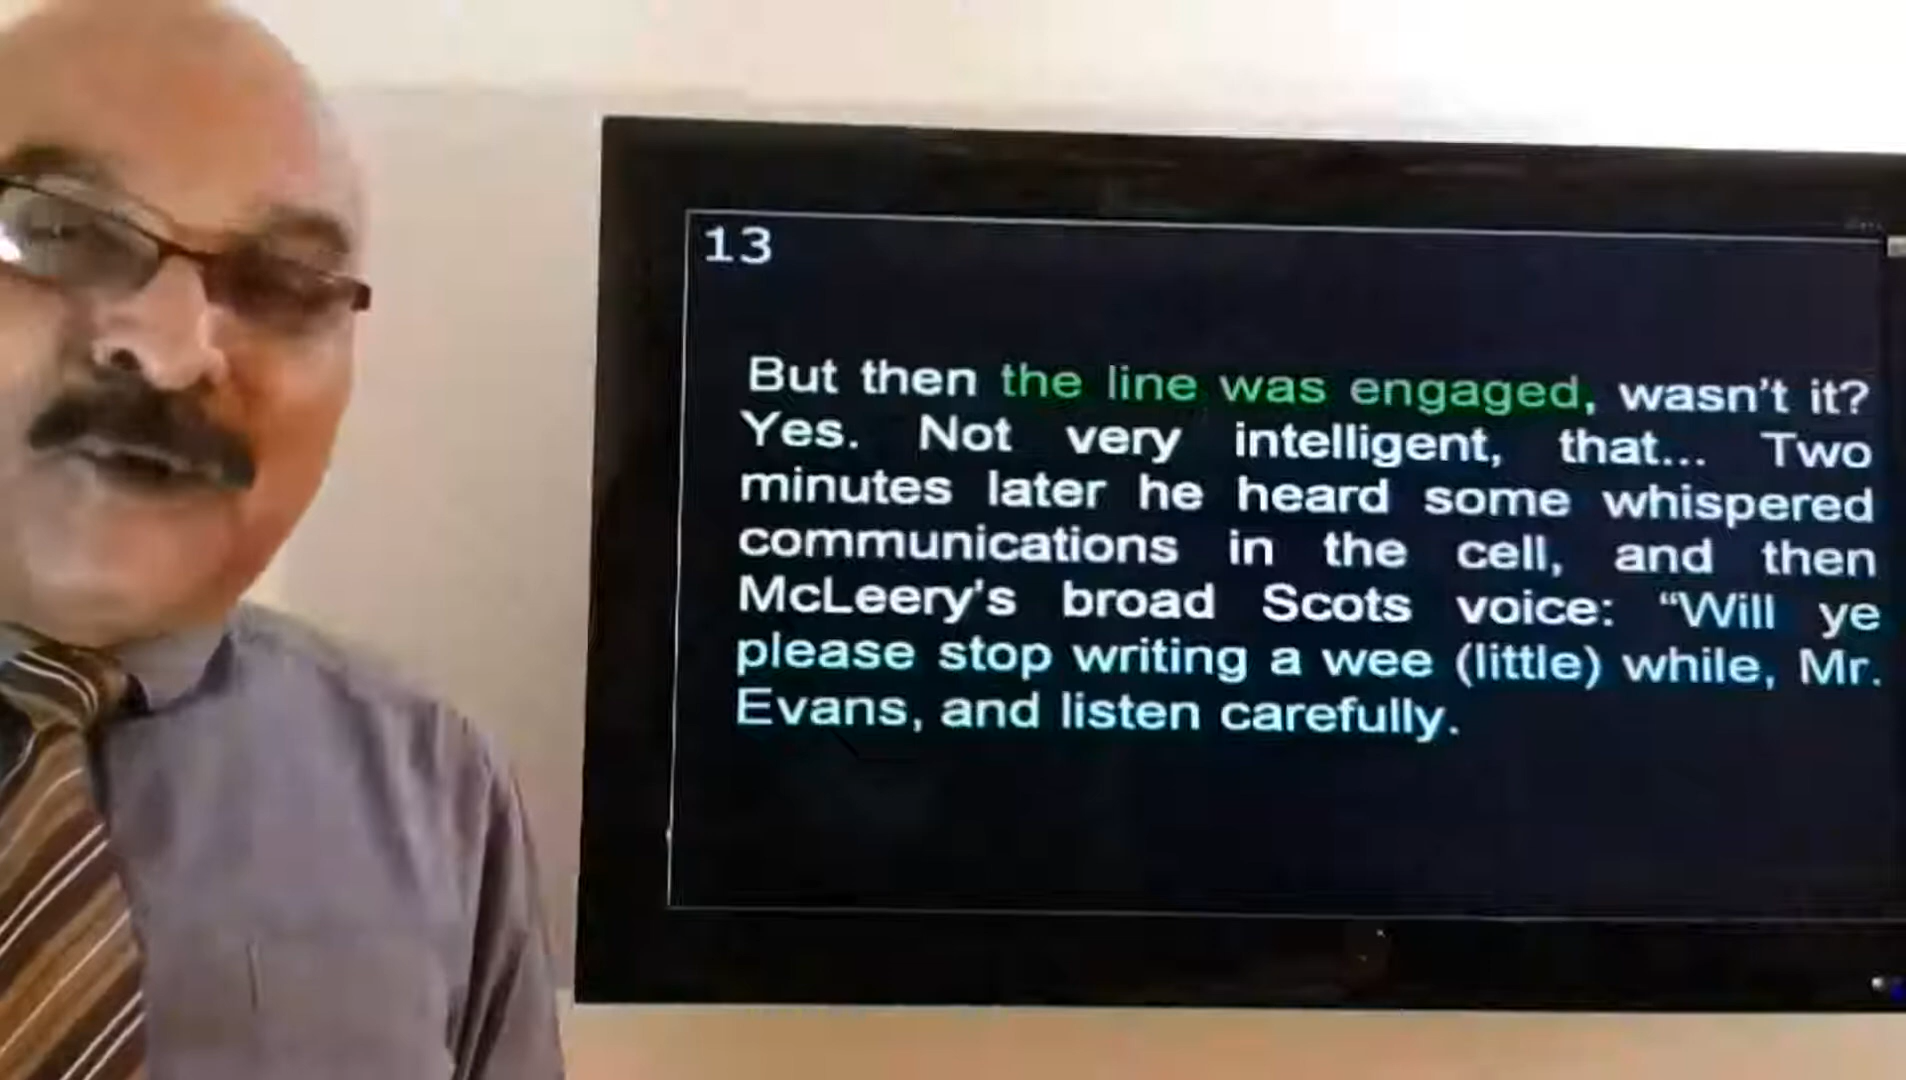 13
But then the line was engaged, wasn't it?
Yes. Not very intelligent, that... Two
minutes later he heard some whispered
communications in the cell, and then
McLeery's broad Scots voice: “Will ye
please stop writing a wee (little) while, Mr.
Evans, and listen carefully.